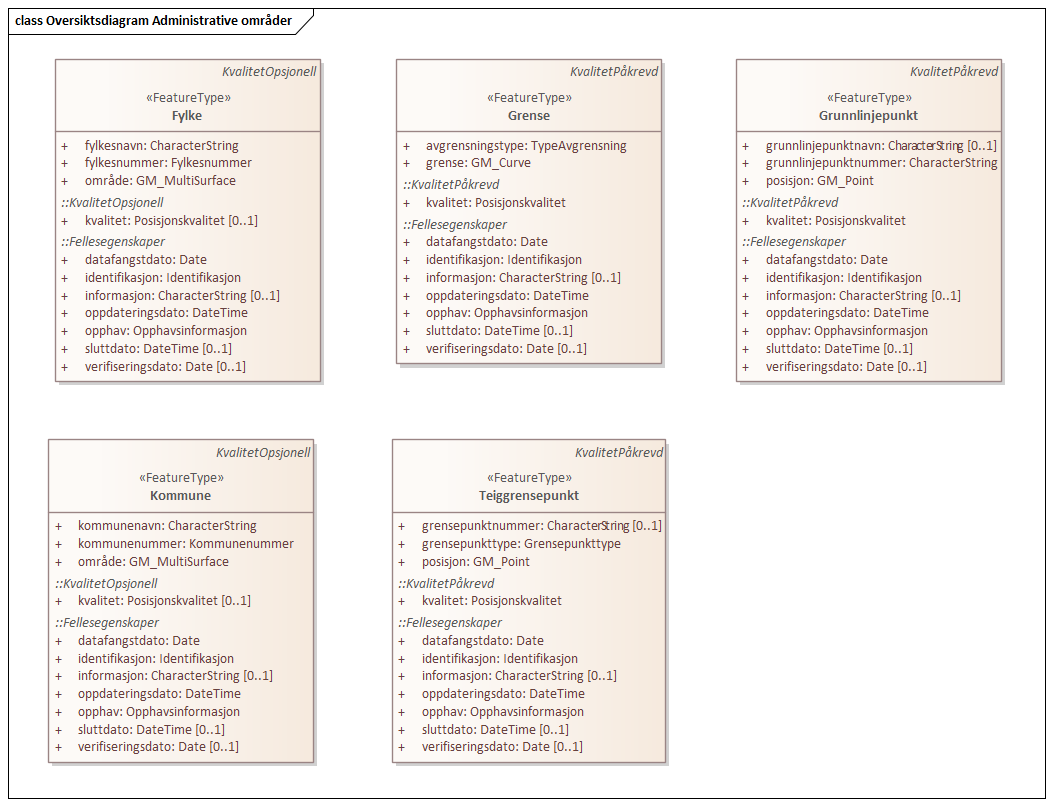 class Oversiktsdiagram Administrative områder
KvalitetOpsjonell
«FeatureType»
Fylke
+ fylkesnavn: CharacterString
+ fylkesnummer: Fylkesnummer
+ område: GM_MultiSurface
::KvalitetOpsjonell
+ kvalitet: Posisjonskvalitet [0..1]
::Fellesegenskaper
+ datafangstdato: Date
+ identifikasjon: Identifikasjon
+ informasjon: CharacterString [0..1]
+ oppdateringsdato: DateTime
+ opphav: Opphavsinformasjon
+ sluttdato: DateTime [0..1]
+ verifiseringsdato: Date [0..1]
KvalitetPåkrevd
«FeatureType»
Grense
+ avgrensningstype: TypeAvgrensning
+ grense: GM_Curve
::KvalitetPåkrevd
+ kvalitet: Posisjonskvalitet
::Fellesegenskaper
+ datafangstdato: Date
+ identifikasjon: Identifikasjon
+ informasjon: CharacterString [0..1]
+ oppdateringsdato: DateTime
+ opphav: Opphavsinformasjon
+ sluttdato: DateTime [0..1]
+ verifiseringsdato: Date [0..1]
KvalitetPåkrevd
«FeatureType»
Grunnlinjepunkt
+ grunnlinjepunktnavn: CharacterString [0..1]
+ grunnlinjepunktnummer: CharacterString
+ posisjon: GM_Point
::KvalitetPåkrevd
+ kvalitet: Posisjonskvalitet
::Fellesegenskaper
+ datafangstdato: Date
+ identifikasjon: Identifikasjon
+ informasjon: CharacterString [0..1]
+ oppdateringsdato: DateTime
+ opphav: Opphavsinformasjon
+ sluttdato: DateTime [0..1]
+ verifiseringsdato: Date [0..1]
KvalitetOpsjonell
«FeatureType»
Kommune
+ kommunenavn: CharacterString
+ kommunenummer: Kommunenummer
+ område: GM_MultiSurface
::KvalitetOpsjonell
+ kvalitet: Posisjonskvalitet [0..1]
::Fellesegenskaper
+ datafangstdato: Date
+ identifikasjon: Identifikasjon
+ informasjon: CharacterString [0..1]
+ oppdateringsdato: DateTime
+ opphav: Opphavsinformasjon
+ sluttdato: DateTime [0..1]
+ verifiseringsdato: Date [0..1]
KvalitetPåkrevd
«FeatureType»
Teiggrensepunkt
+ grensepunktnummer: CharacterString [0..1]
+ grensepunkttype: Grensepunkttype
+ posisjon: GM_Point
::KvalitetPåkrevd
+ kvalitet: Posisjonskvalitet
::Fellesegenskaper
+ datafangstdato: Date
+ identifikasjon: Identifikasjon
+ informasjon: CharacterString [0..1]
+ oppdateringsdato: DateTime
+ opphav: Opphavsinformasjon
+ sluttdato: DateTime [0..1]
+ verifiseringsdato: Date [0..1]